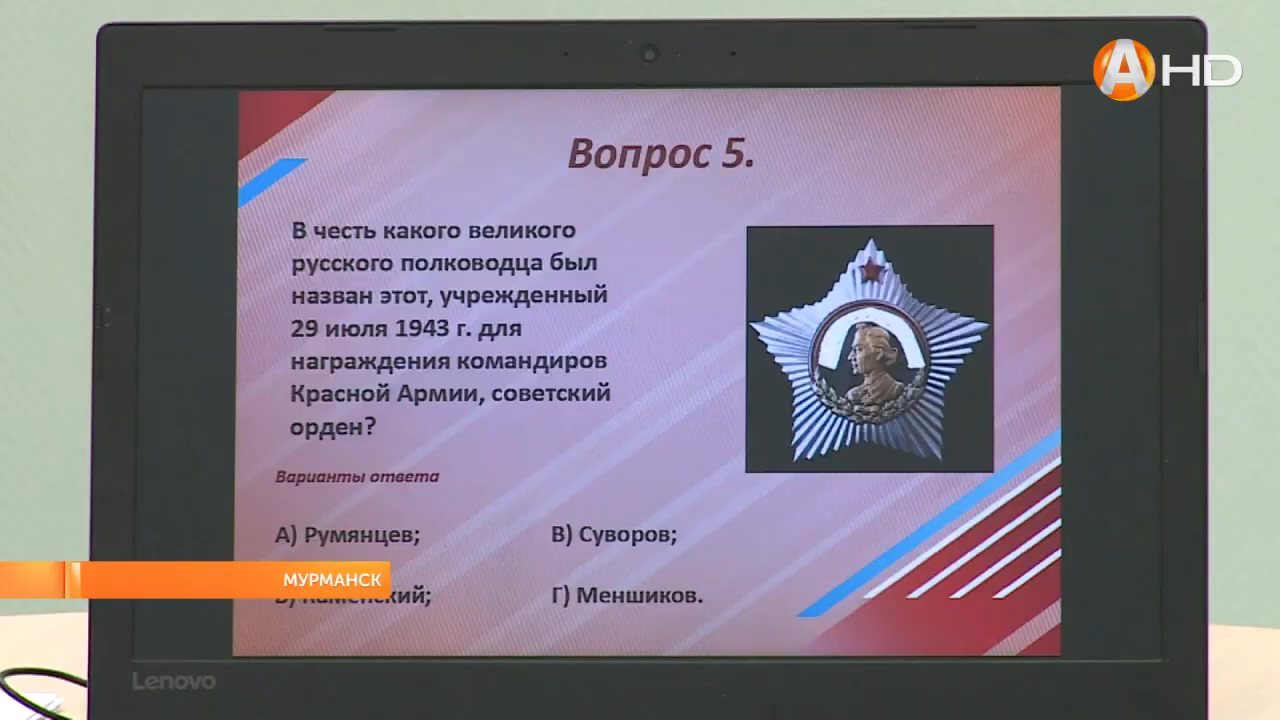 А HD
Вопрос 5.
В честь какого великого
русского полководца был
назван этот, учрежденный
29 июля 1943 г. для
награждения командиров
Красной Армии, советский
орден?
Варианты ответа
А) Румянцев;
В) Суворов;
МУРМАНСК
Г) Меншиков.
Lenovo